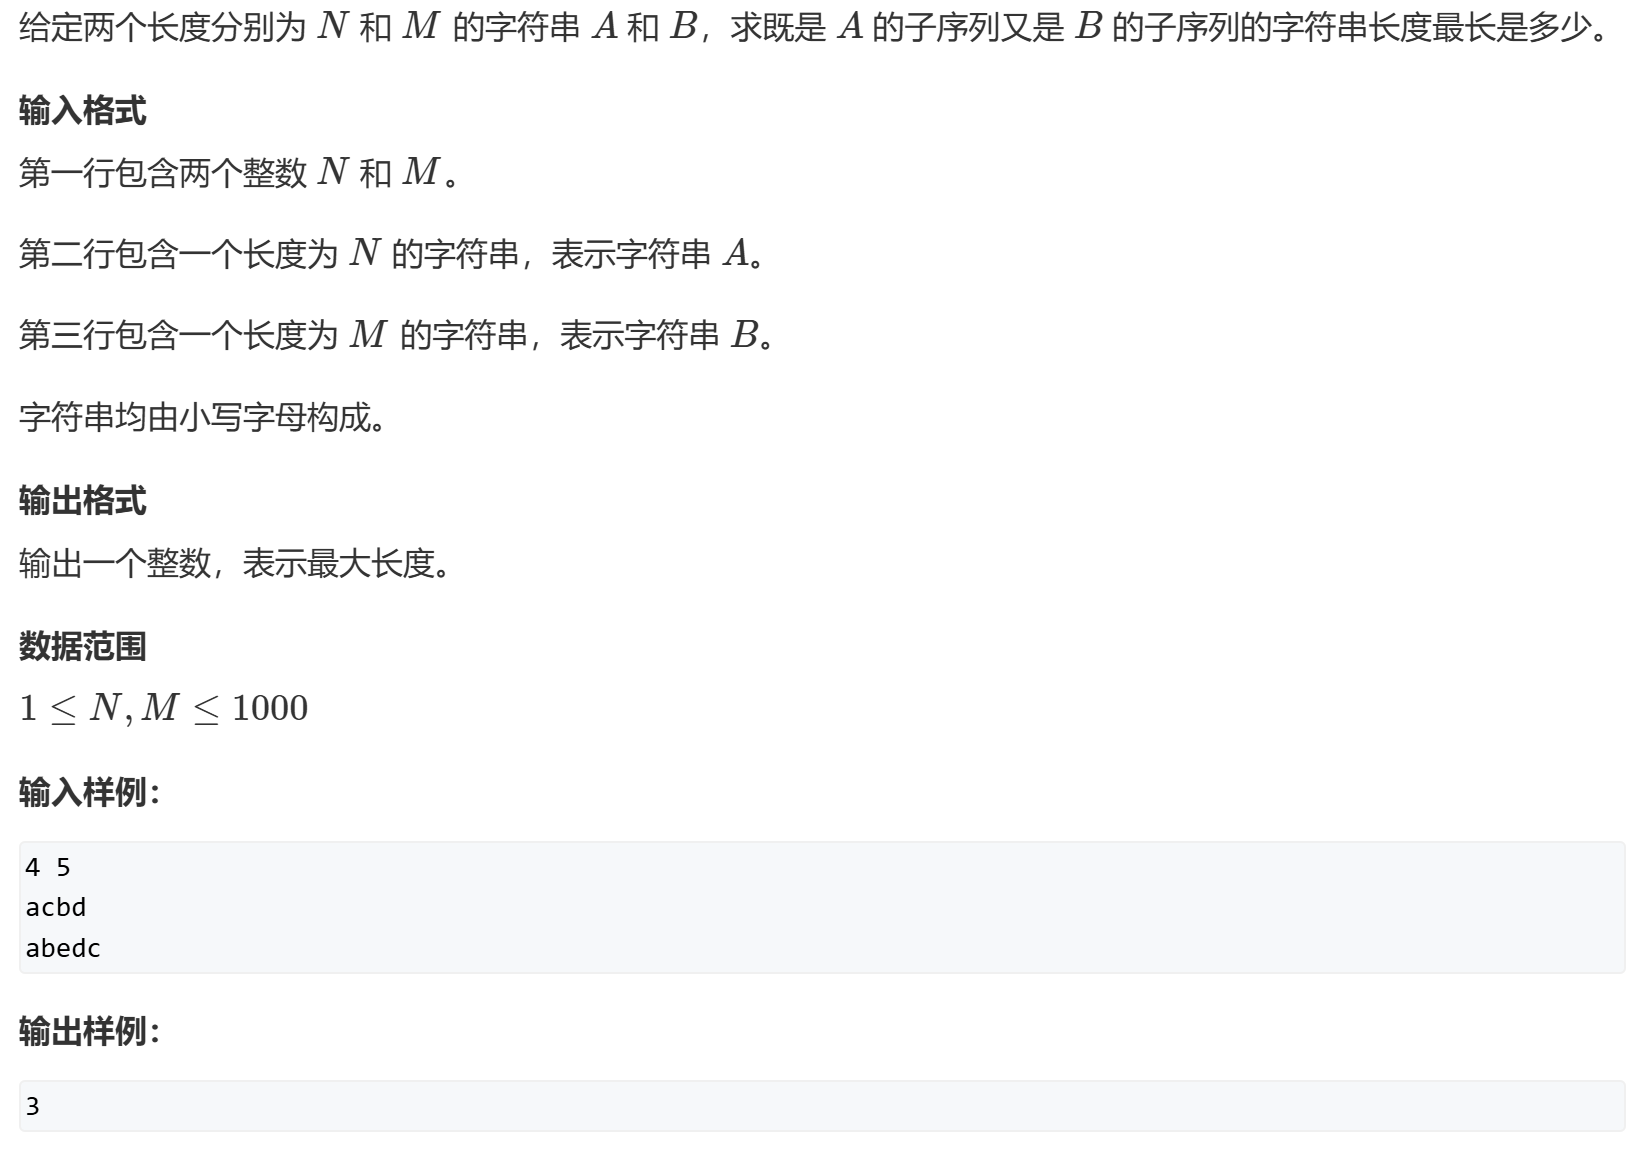 给定两个长度分别为 N 和 M 的字符串 A 和 B，求既是 A 的子序列又是 B 的子序列的字符串长度最长是多少。
输入格式
第一行包含两个整数 N 和 M。
第二行包含一个长度为 N 的字符串，表示字符串 A。
第三行包含一个长度为 M 的字符串，表示字符串 B。
字符串均由小写字母构成。
输出格式
输出一个整数，表示最大长度。
数据范围
1 ≤ N, M ≤ 1000
输入样例：
4 5
acbd
abedc
输出样例：
3